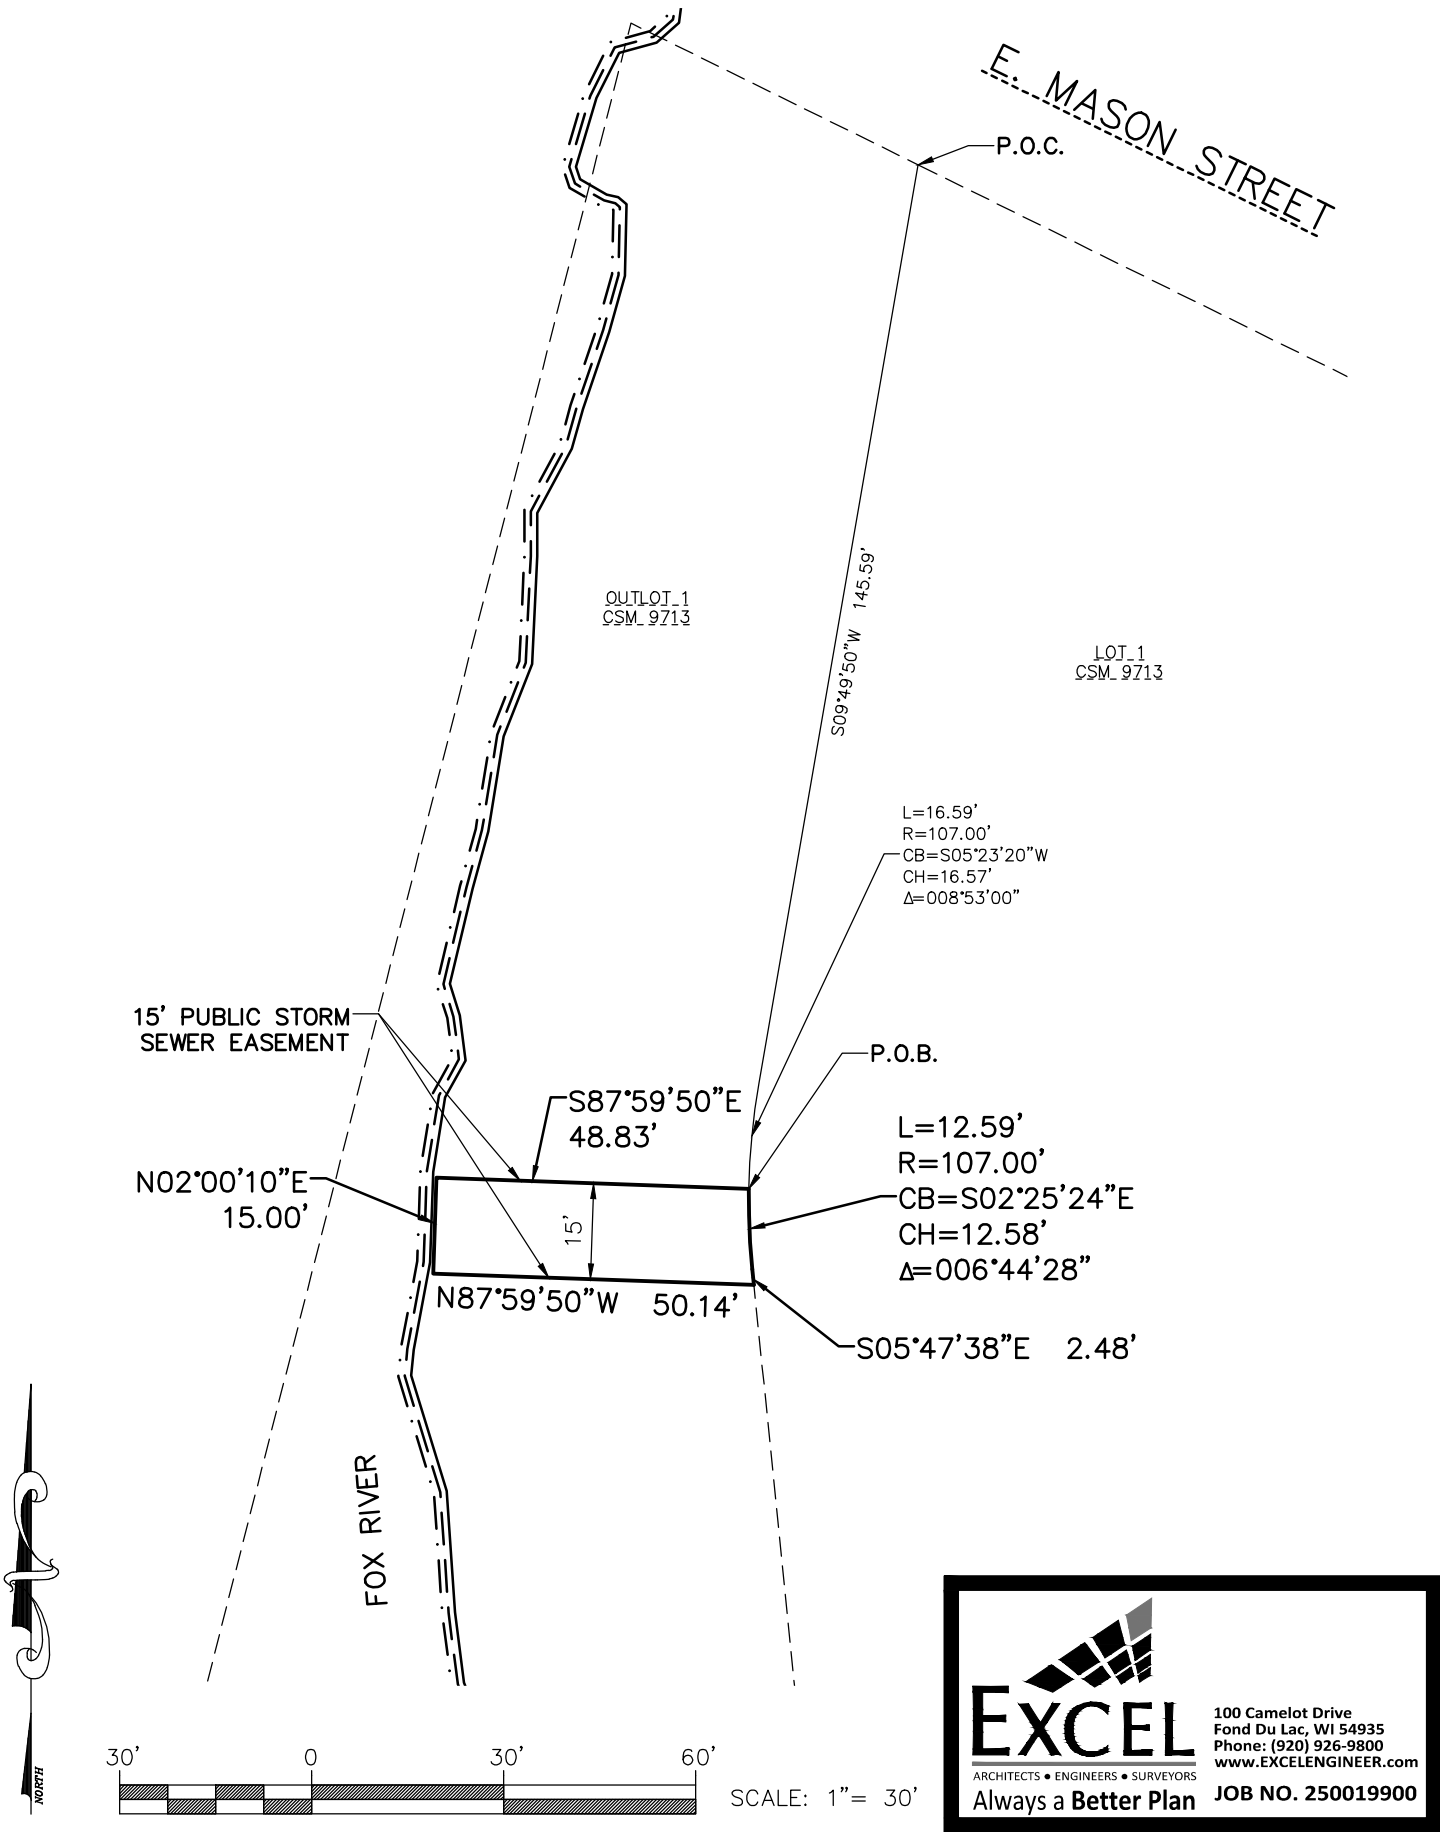 E. MASON STREET
P.O.C.
S09°49'50"W 145.59'
OUTLOT 1
CSM 9713
LOT 1
CSM 9713
L=16.59'
R=107.00'
CB=S05°23'20"W
CH=16.57'
Δ=008°53'00"
15' PUBLIC STORM
SEWER EASEMENT
P.O.B.
S87°59'50"E
48.83'
L=12.59'
R=107.00'
CB=S02°25'24"E
CH=12.58'
Δ=006°44'28"
N02°00'10"E
15.00'
15'
N87°59'50"W 50.14'
S05°47'38"E 2.48'
FOX RIVER
NORTH
30' 0 30' 60'
SCALE: 1"= 30'
EXCEL
ARCHITECTS • ENGINEERS • SURVEYORS
Always a Better Plan
100 Camelot Drive
Fond Du Lac, WI 54935
Phone: (920) 926-9800
www.EXCELENGINEER.com
JOB NO. 250019900